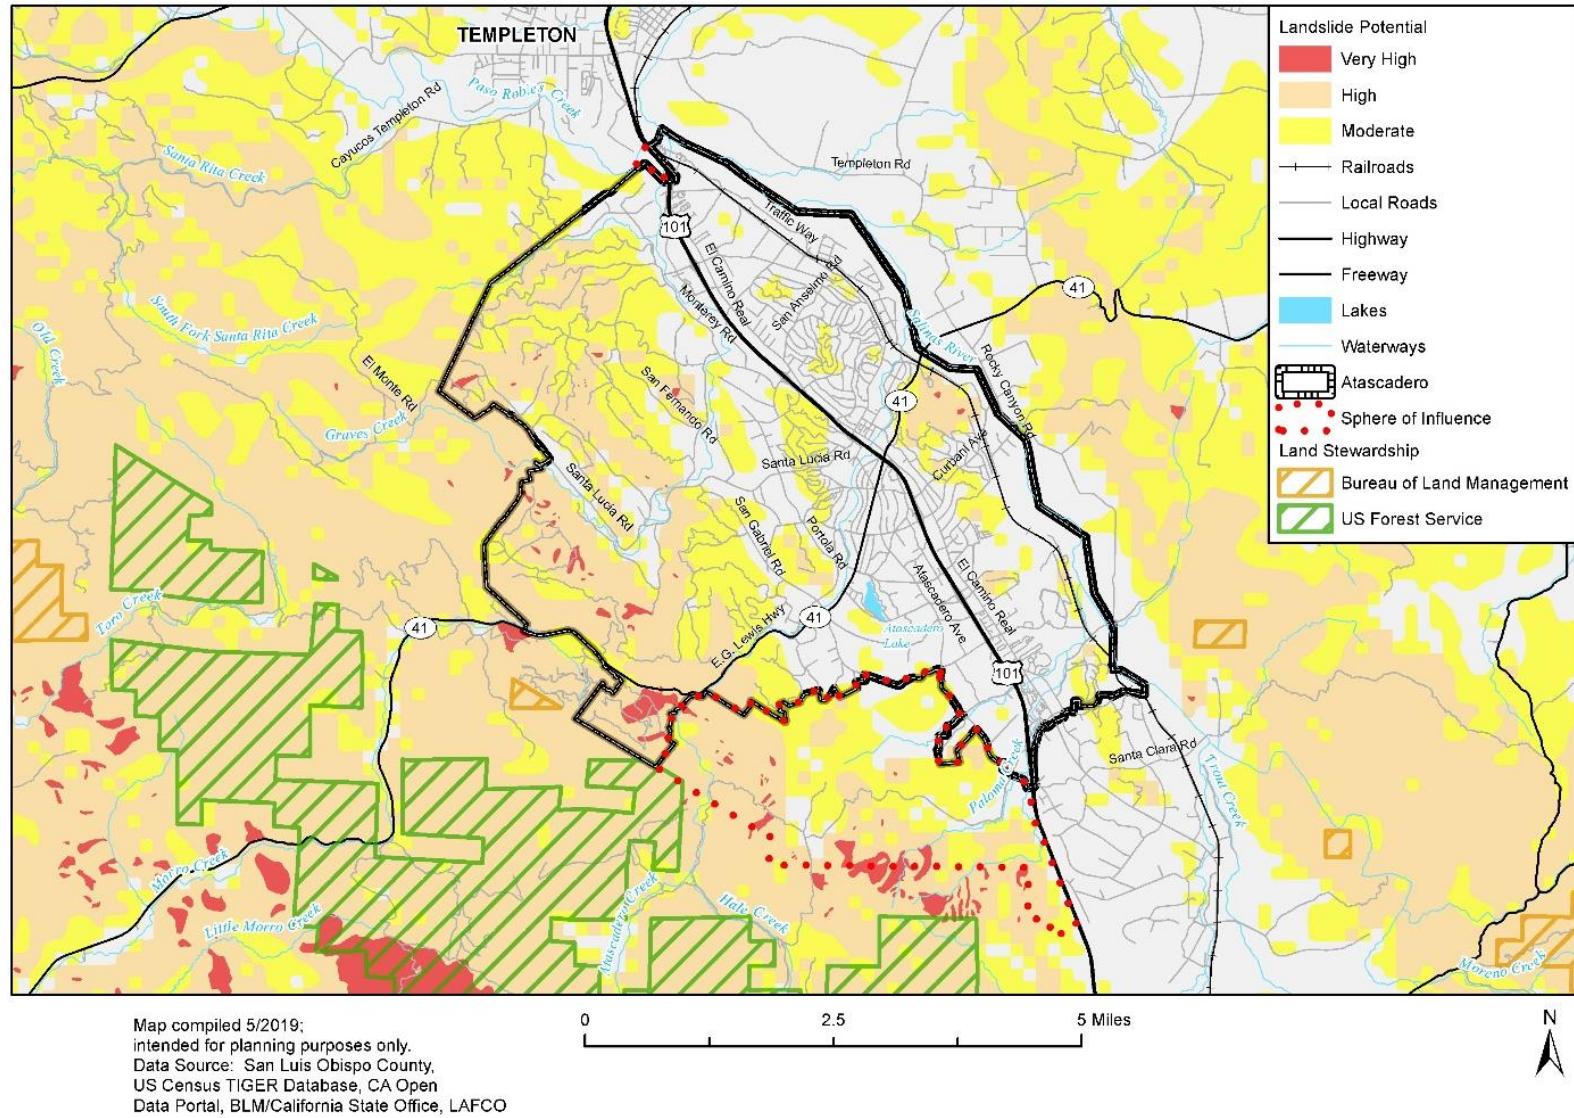 TEMPLETON
Paso Robles Creek
Cayucos Templeton Rd
Santa Rita Creek
Templeton Rd
Traffic Way
101
El Camino Real
San Anselmo Rd
Monterey Rd
41
South Fork Santa Rita Creek
Old Creek
Salinas River
Rocky Canyon Rd
El Monte Rd
Graves Creek
San Fernando Rd
41
Curbaril Ave
Santa Lucia Rd
Santa Lucia Rd
San Gabriel Rd
Portola Rd
Atascadero Ave
El Camino Real
Toro Creek
41
E.G. Lewis Hwy
41
Atascadero
Lake
101
Santa Clara Rd
Paloma Creek
Trout Creek
Morro Creek
Little Morro Creek
Atascadero Creek
Hale Creek
Moreno Creek
Landslide Potential
Very High
High
Moderate
Railroads
Local Roads
Highway
Freeway
Lakes
Waterways
Atascadero
Sphere of Influence
Land Stewardship
Bureau of Land Management
US Forest Service
Map compiled 5/2019;
intended for planning purposes only.
Data Source: San Luis Obispo County,
US Census TIGER Database, CA Open
Data Portal, BLM/California State Office, LAFCO
0 2.5 5 Miles
N